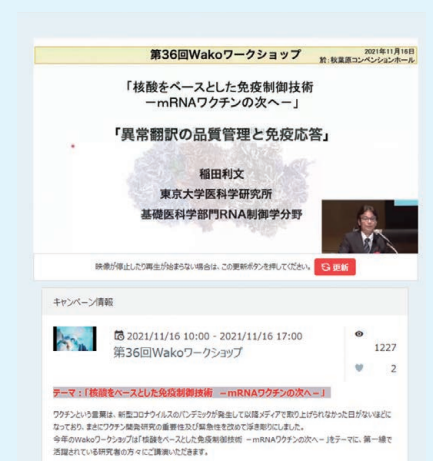 第36回Wakoワークショップ
2021年11月16日
於:秋葉原コンベンションホール
「核酸をベースとした免疫制御技術
－mRNAワクチンの次へ－」
「異常翻訳の品質管理と免疫応答」
稲田利文
東京大学医科学研究所
基礎医科学部門RNA制御学分野
映像が停止したり再生が始まらない場合は、この更新ボタンを押してください。 更新
キャンペーン情報
2021/11/16 10:00 - 2021/11/16 17:00
第36回Wakoワークショップ
1227
2
テーマ：「核酸をベースとした免疫制御技術 －mRNAワクチンの次へ－」
ワクチンという言葉は、新型コロナウイルスのパンデミックが発生して以降メディアで取り上げられなかった日がないほどに
なっており、まさにワクチン開発研究の重要性及び緊急性を改めて浮き彫りにしました。
今年のWakoワークショップは「核酸をベースとした免疫制御技術 －mRNAワクチンの次へ－」をテーマに、第一線で
活躍されている研究者の方々にご講演いただきます。